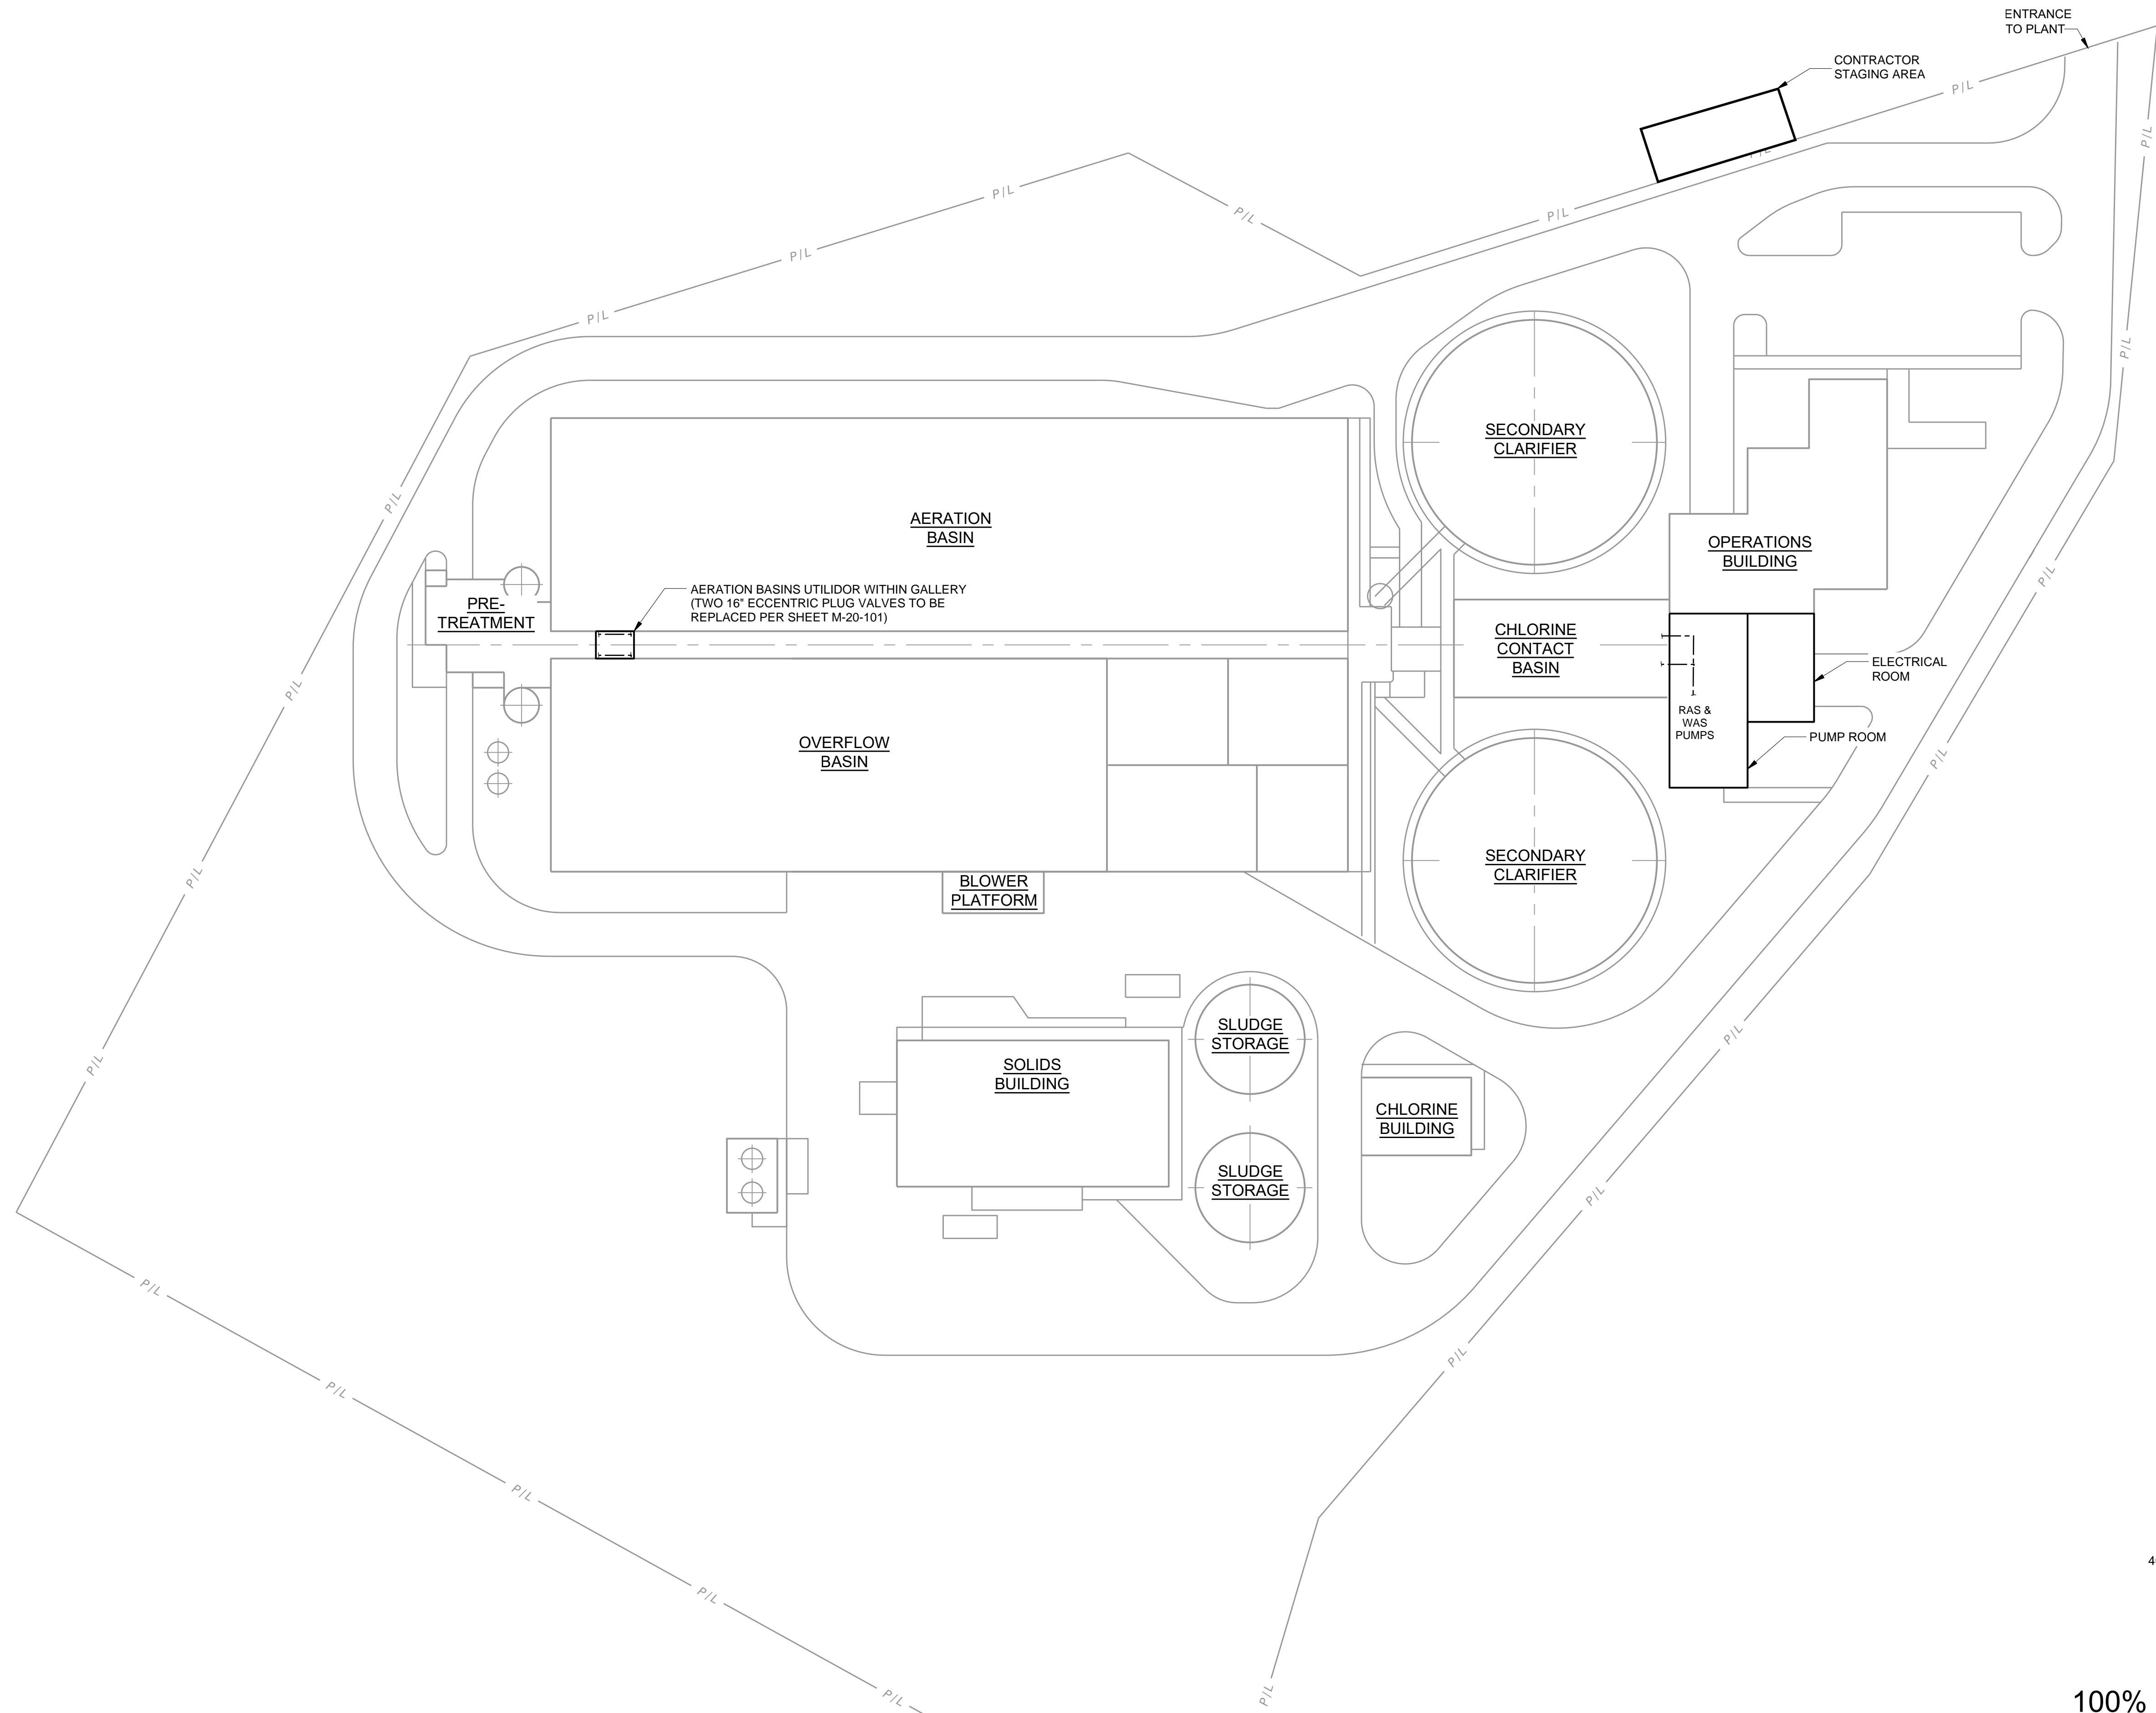 ENTRANCE
TO PLANT
CONTRACTOR
STAGING AREA
P/L
P/L
P/L
P/L
P/L
P/L
P/L
P/L
P/L
SECONDARY
CLARIFIER
AERATION
BASIN
OPERATIONS
BUILDING
P/L
P/L
AERATION BASINS UTILIDOR WITHIN GALLERY
(TWO 16" ECCENTRIC PLUG VALVES TO BE
REPLACED PER SHEET M-20-101)
PRE-
TREATMENT
CHLORINE
CONTACT
BASIN
ELECTRICAL
ROOM
P/L
RAS &
WAS
PUMPS
PUMP ROOM
OVERFLOW
BASIN
P/L
SECONDARY
CLARIFIER
P/L
BLOWER
PLATFORM
SLUDGE
STORAGE
P/L
P/L
SOLIDS
BUILDING
CHLORINE
BUILDING
SLUDGE
STORAGE
P/L
P/L
P/L
P/L
P/L
4
P/L
P/L
P/L
100%